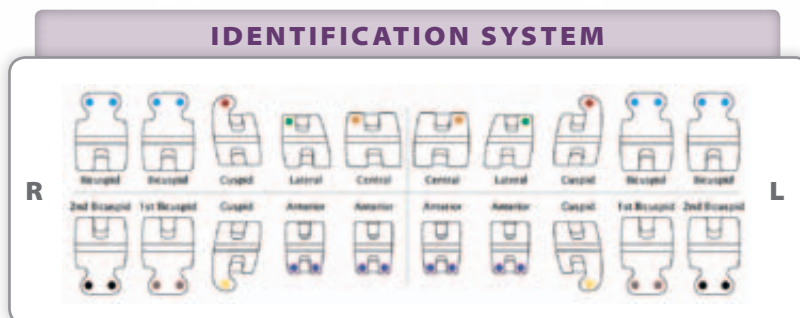 IDENTIFICATION SYSTEM
Bicuspid Bicuspid Cuspid Lateral Central Central Lateral Cuspid Bicuspid Bicuspid
R L
2nd Bicuspid 1st Bicuspid Cuspid Anterior Anterior Anterior Anterior Cuspid 1st Bicuspid 2nd Bicuspid